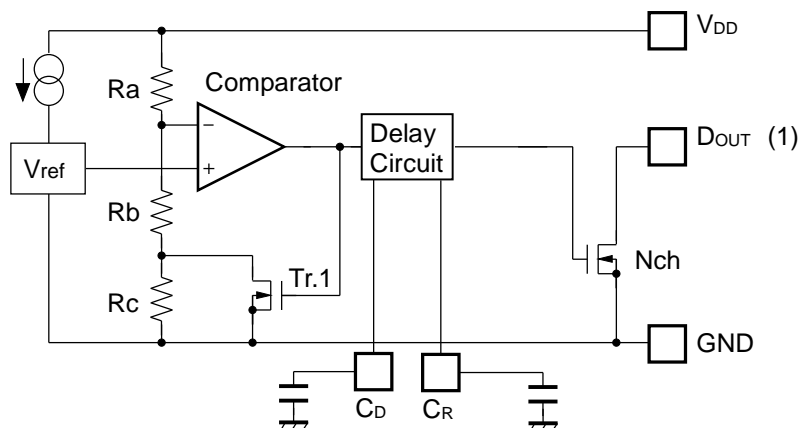 VDD
Comparator
Ra
−
Delay
Circuit
DOUT (1)
Vref
+
Rb
Tr.1
Nch
Rc
GND
CD
CR